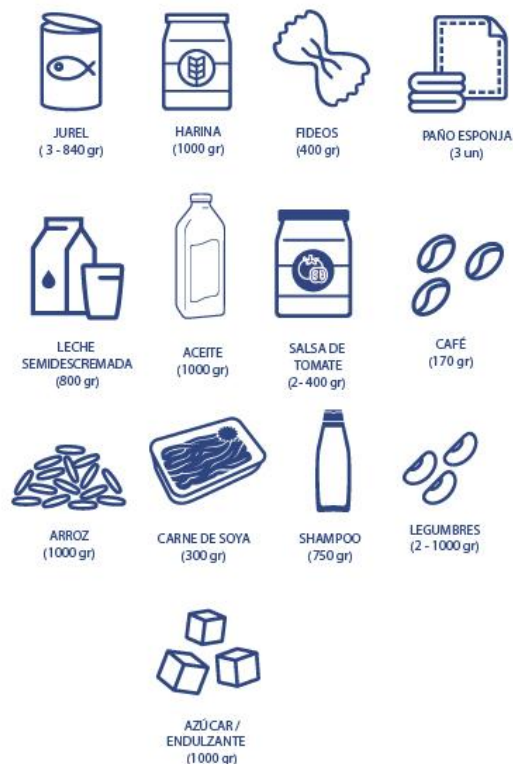 JUREL
( 3 - 840 gr)
HARINA
(1000 gr)
FIDEOS
(400 gr)
PAÑO ESPONJA
(3 un)
LECHE
SEMIDESCREMADA
(800 gr)
ACEITE
(1000 gr)
SALSA DE
TOMATE
(2- 400 gr)
CAFÉ
(170 gr)
ARROZ
(1000 gr)
CARNE DE SOYA
(300 gr)
SHAMPOO
(750 gr)
LEGUMBRES
(2 - 1000 gr)
AZÚCAR /
ENDULZANTE
(1000 gr)